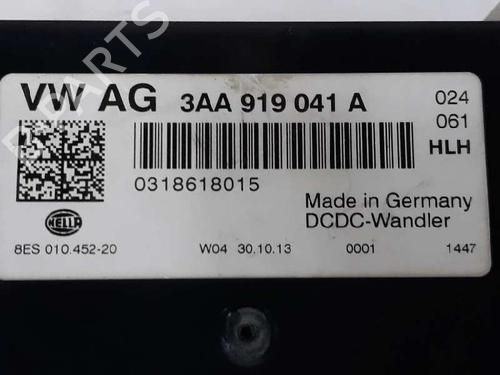 VW AG 3AA 919 041 A 024
061
HLH
0318618015
Made in Germany
DCDC-Wandler
HELLA
8ES 010.452-20 W04 30.10.13 0001 1447